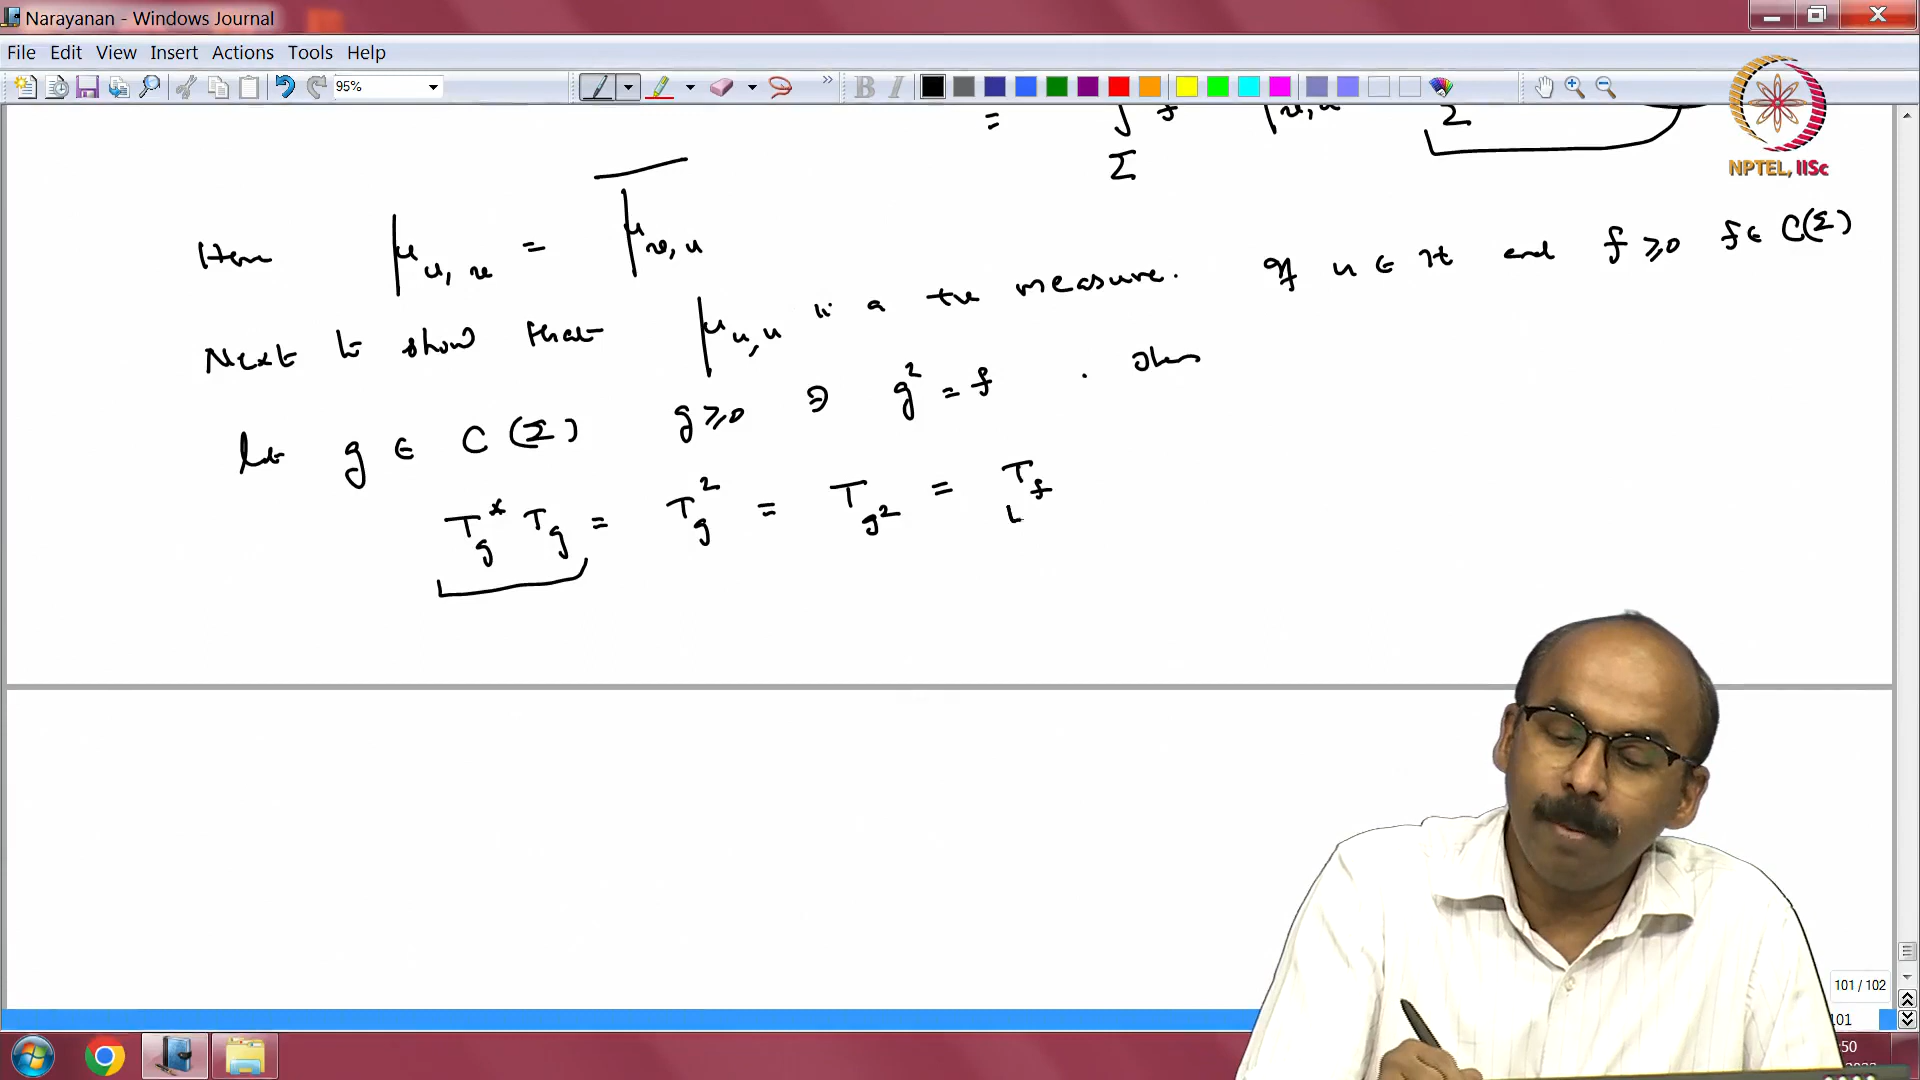 Narayanan - Windows Journal
File Edit View Insert Actions Tools Help
95%
B I
NPTEL, IISc
= ∫ f μ Σ
Σ
Hence μ_{u,v} = \overline{μ_{v,u}}
Next to show that μ_{u,u} is a +ve measure. If u ∈ H and f ≥ 0 f ∈ C(Σ)
let g ∈ C(Σ) g ≥ 0 ∋ g² = f . Then
T_g^* T_g = T_g^2 = T_{g²} = T_f
101 / 102
101